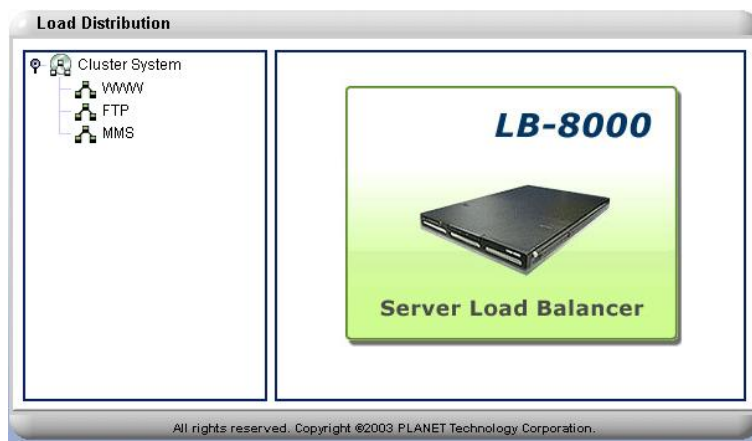 Load Distribution
Cluster System
WWW
FTP
MMS
LB-8000
Server Load Balancer
All rights reserved. Copyright ©2003 PLANET Technology Corporation.